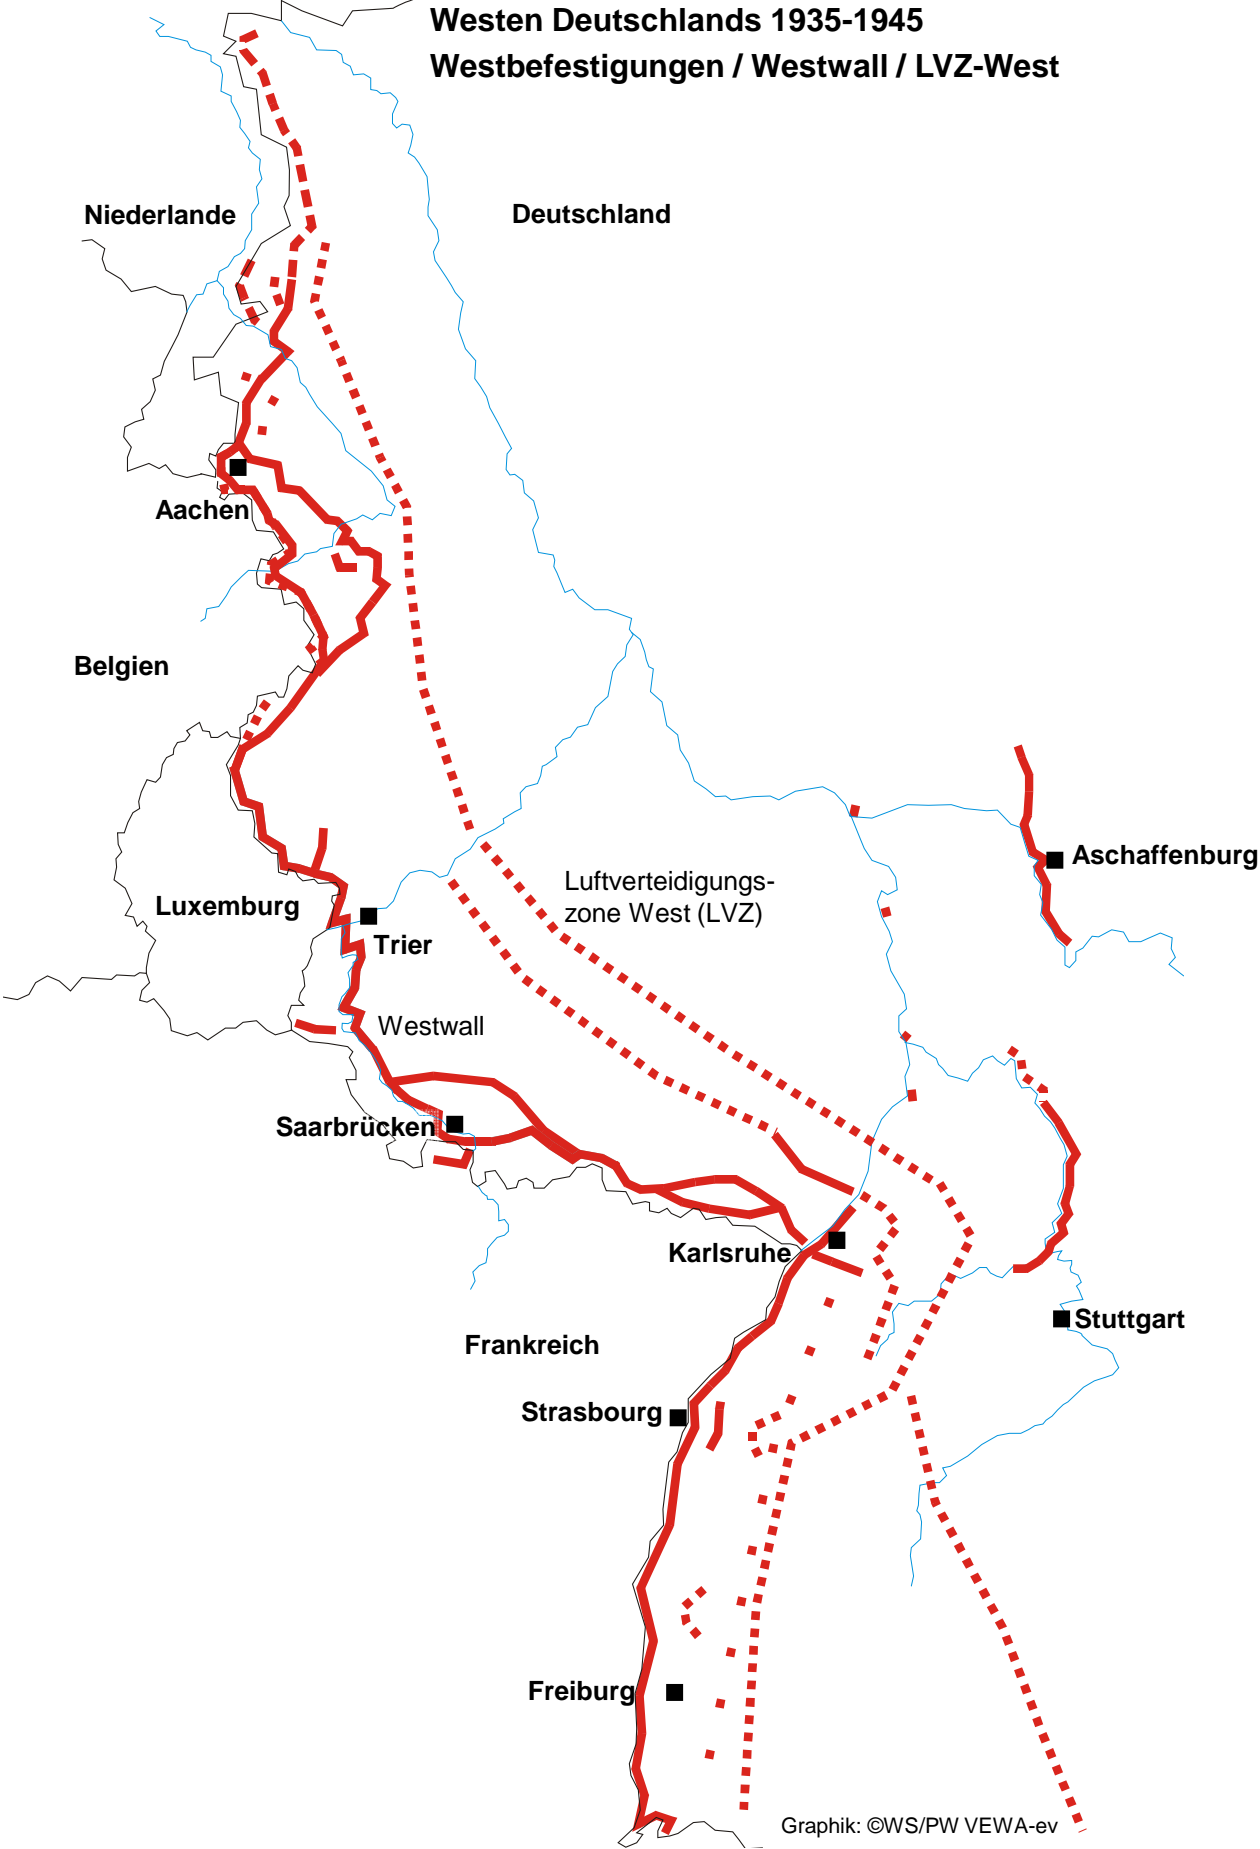 Westen Deutschlands 1935-1945
Westbefestigungen / Westwall / LVZ-West
Niederlande
Deutschland
Aachen
Belgien
Aschaffenburg
Luftverteidigungs-
zone West (LVZ)
Luxemburg
Trier
Westwall
Saarbrücken
Karlsruhe
Stuttgart
Frankreich
Strasbourg
Freiburg
Graphik: ©WS/PW VEWA-ev